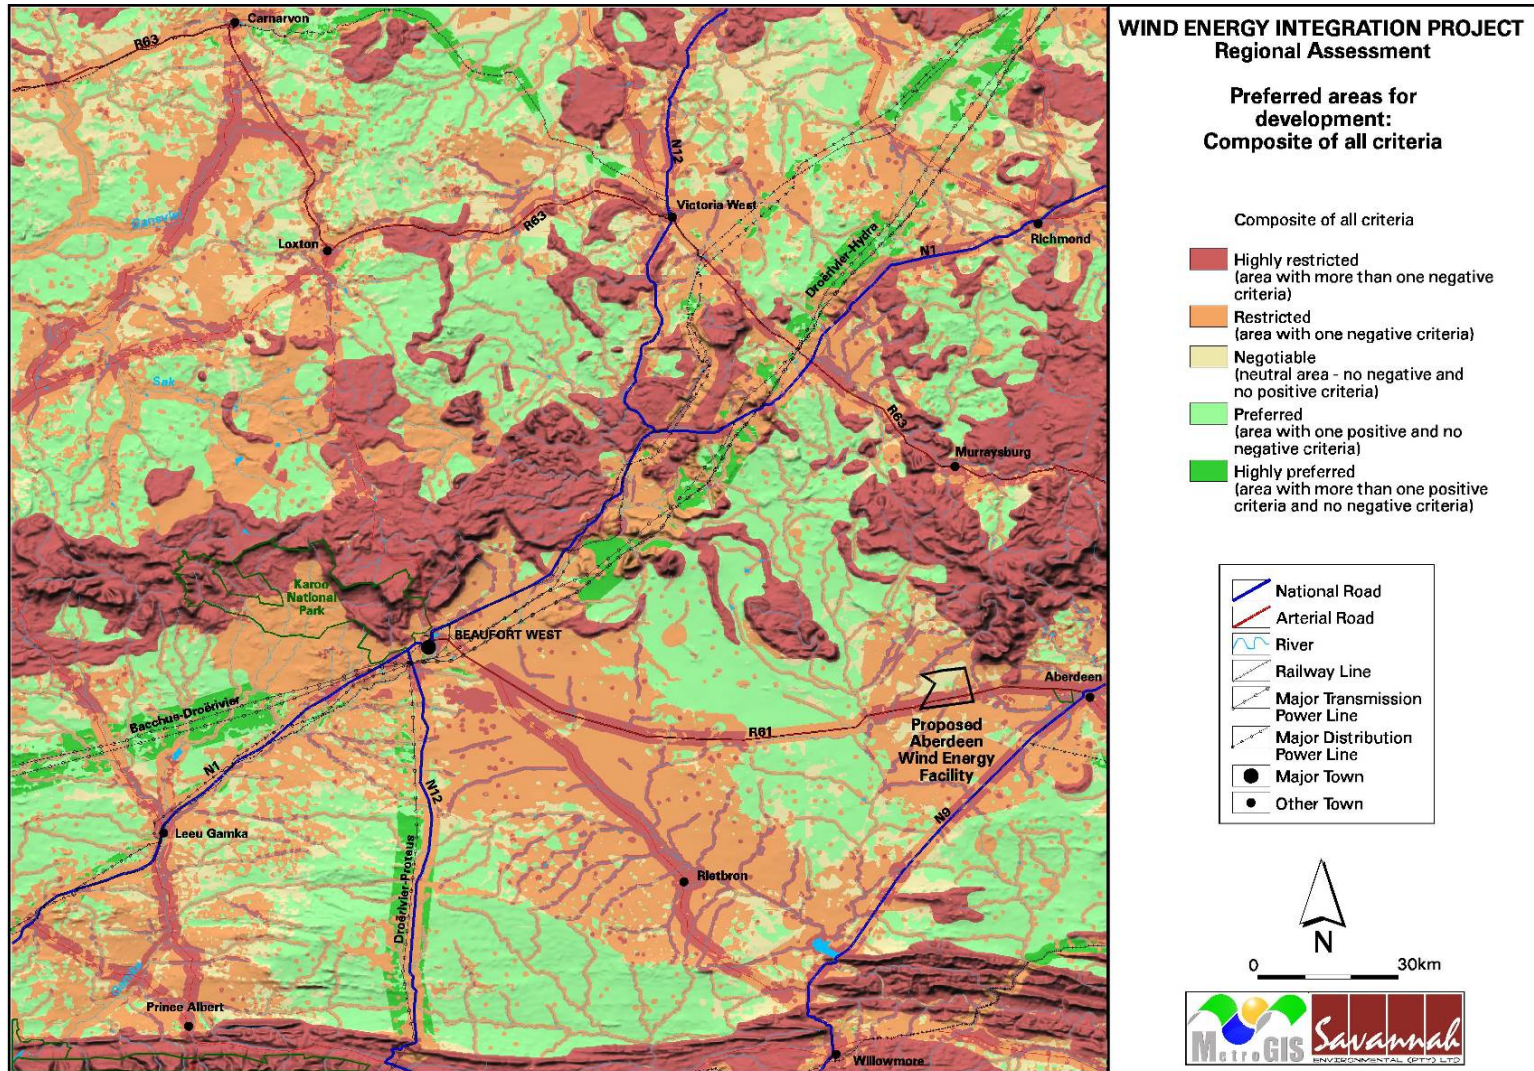 Carnarvon
R63
N12
Victoria West
R63
Sansvlei
Loxton
Droërivier-Hydra
N1
Richmond
Sak
R63
Murraysburg
Karoo
National
Park
BEAUFORT WEST
Aberdeen
Bacchus-Droërivier
R61
Proposed
Aberdeen
Wind Energy
Facility
N1
N12
N9
Leeu Gamka
Droërivier-Proteus
Rietbron
Prince Albert
Willowmore
WIND ENERGY INTEGRATION PROJECT
Regional Assessment
Preferred areas for
development:
Composite of all criteria
Composite of all criteria
Highly restricted
(area with more than one negative
criteria)
Restricted
(area with one negative criteria)
Negotiable
(neutral area - no negative and
no positive criteria)
Preferred
(area with one positive and no
negative criteria)
Highly preferred
(area with more than one positive
criteria and no negative criteria)
National Road
Arterial Road
River
Railway Line
Major Transmission
Power Line
Major Distribution
Power Line
Major Town
Other Town
N
0 30km
MetroGIS
Savannah
ENVIRONMENTAL (PTY) LTD